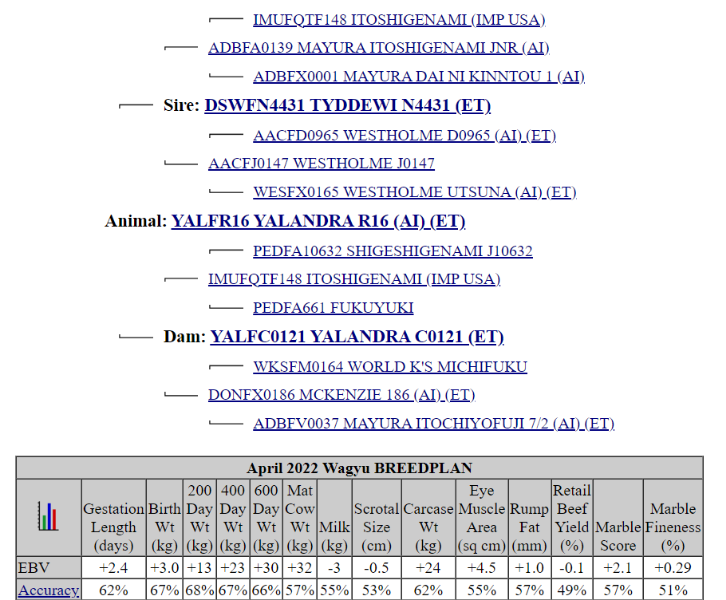 IMUFQTF148 ITOSHIGENAMI (IMP USA)
ADBFA0139 MAYURA ITOSHIGENAMI JNR (AI)
ADBFX0001 MAYURA DAI NI KINNTOU 1 (AI)
Sire: DSWFN4431 TYDDEWI N4431 (ET)
AACFD0965 WESTHOLME D0965 (AI) (ET)
AACFJ0147 WESTHOLME J0147
WESFX0165 WESTHOLME UTSUNA (AI) (ET)
Animal: YALFR16 YALANDRA R16 (AI) (ET)
PEDFA10632 SHIGESHIGENAMI J10632
IMUFQTF148 ITOSHIGENAMI (IMP USA)
PEDFA661 FUKUYUKI
Dam: YALFC0121 YALANDRA C0121 (ET)
WKSFM0164 WORLD K'S MICHIFUKU
DONFX0186 MCKENZIE 186 (AI) (ET)
ADBFV0037 MAYURA ITOCHIYOFUJI 7/2 (AI) (ET)
April 2022 Wagyu BREEDPLAN
Gestation Length (days) Birth Wt (kg) 200 Day Wt (kg) 400 Day Wt (kg) 600 Day Wt (kg) Mat Cow Wt (kg) Milk (kg) Scrotal Size (cm) Carcase Wt (kg) Eye Muscle Area (sq cm) Rump Fat (mm) Retail Beef Yield (%) Marble Score Marble Fineness (%)
EBV +2.4 +3.0 +13 +23 +30 +32 -3 -0.5 +24 +4.5 +1.0 -0.1 +2.1 +0.29
Accuracy 62% 67% 68% 67% 66% 57% 55% 53% 62% 55% 57% 49% 57% 51%